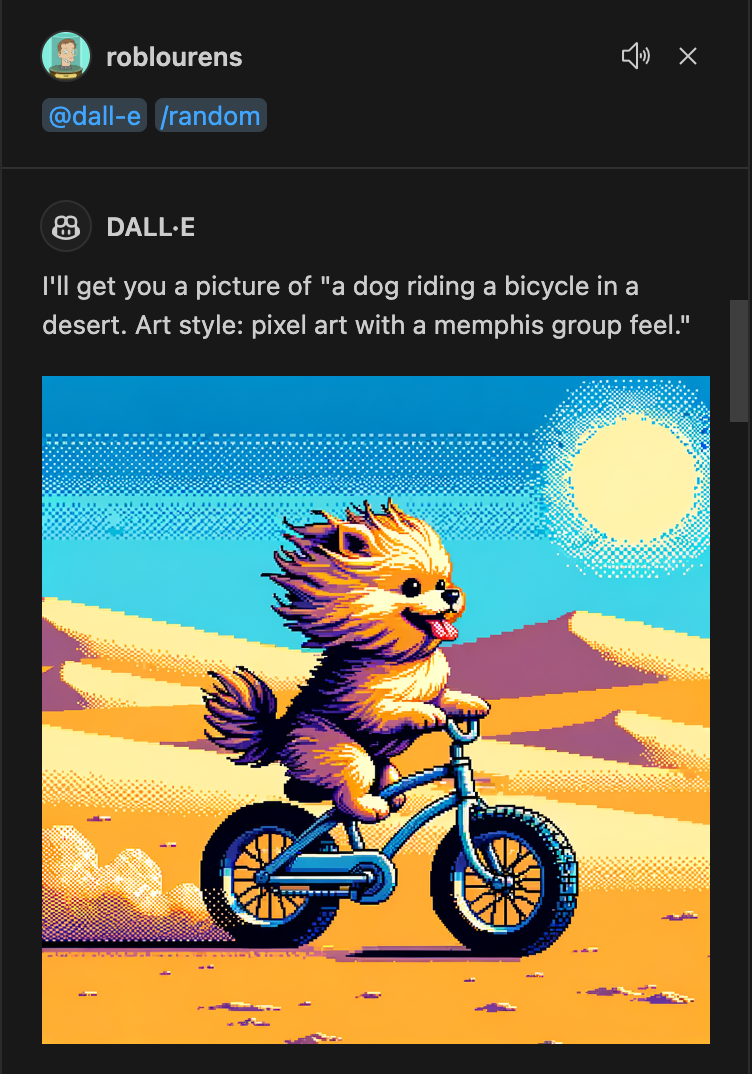 roblourens
@dall-e /random
DALL·E
I'll get you a picture of "a dog riding a bicycle in a
desert. Art style: pixel art with a memphis group feel."